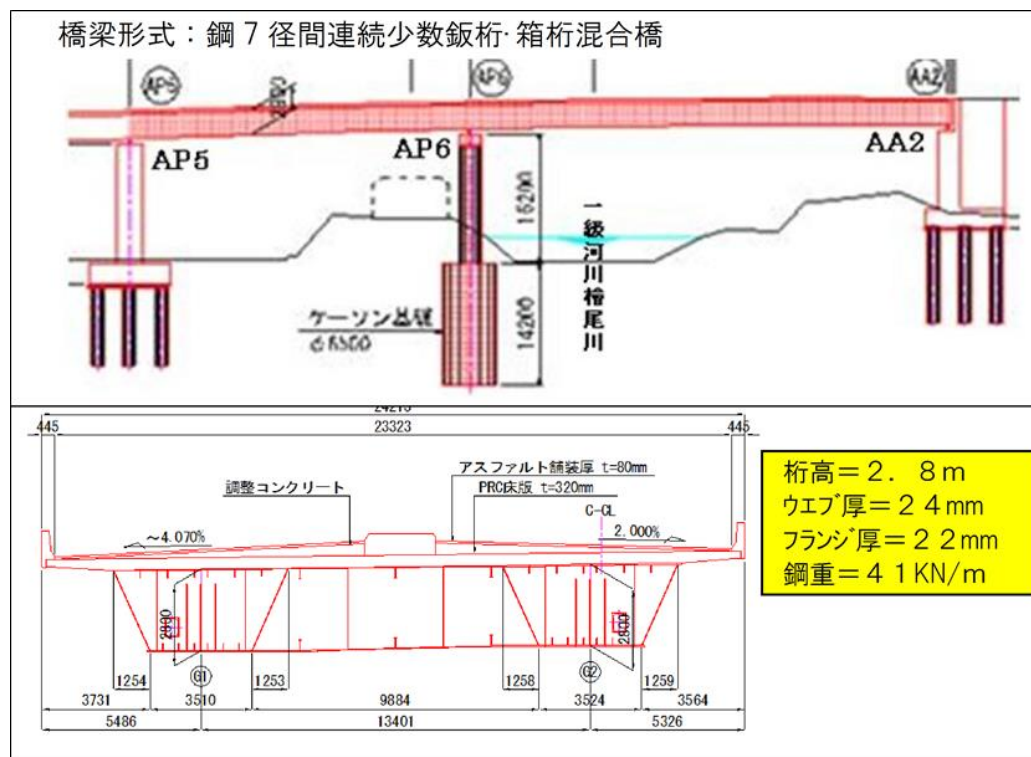 橋梁形式：鋼７径間連続少数鈑桁･箱桁混合橋
AP5
AP6
AA2
AP5
AP6
AA2
15200
一級河川檜尾川
ケーソン基礎
φ6500
14200
445
23323
445
アスファルト舗装厚 t=80mm
調整コンクリート
PRC床版 t=320mm
C-CL
～4.070%
2.000%
2800
2800
G1
G2
1254
1253
1258
1259
3731
3510
9884
3524
3564
5486
13401
5326
桁高＝２．８ｍ
ウエブ厚＝２４mm
フランジ厚＝２２mm
鋼重＝４１KN/m